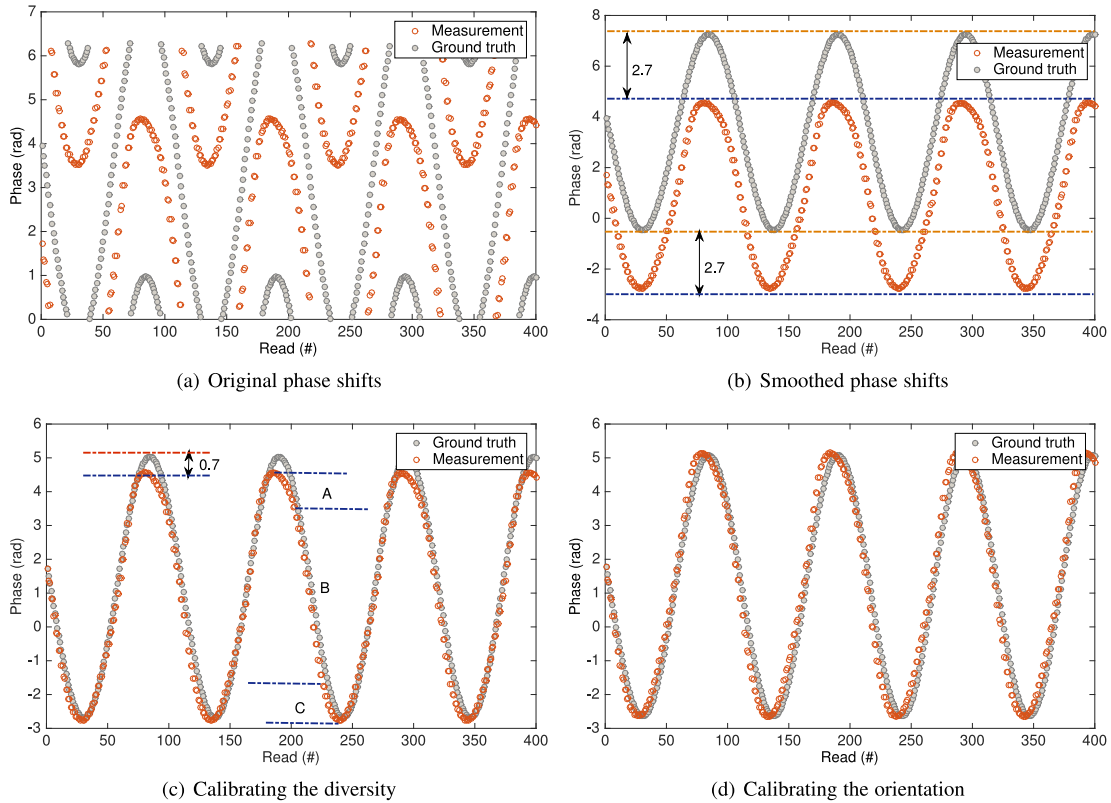 Measurement
Ground truth
6
5
4
3
2
1
0
Phase (rad)
0 50 100 150 200 250 300 350 400
Read (#)
(a) Original phase shifts
8
6
4
2
0
-2
-4
Phase (rad)
Measurement
Ground truth
2.7
2.7
0 50 100 150 200 250 300 350 400
Read (#)
(b) Smoothed phase shifts
6
5
4
3
2
1
0
-1
-2
-3
Phase (rad)
Ground truth
Measurement
0.7
A
B
C
0 50 100 150 200 250 300 350 400
Read (#)
(c) Calibrating the diversity
6
5
4
3
2
1
0
-1
-2
-3
Phase (rad)
Ground truth
Measurement
0 50 100 150 200 250 300 350 400
Read (#)
(d) Calibrating the orientation